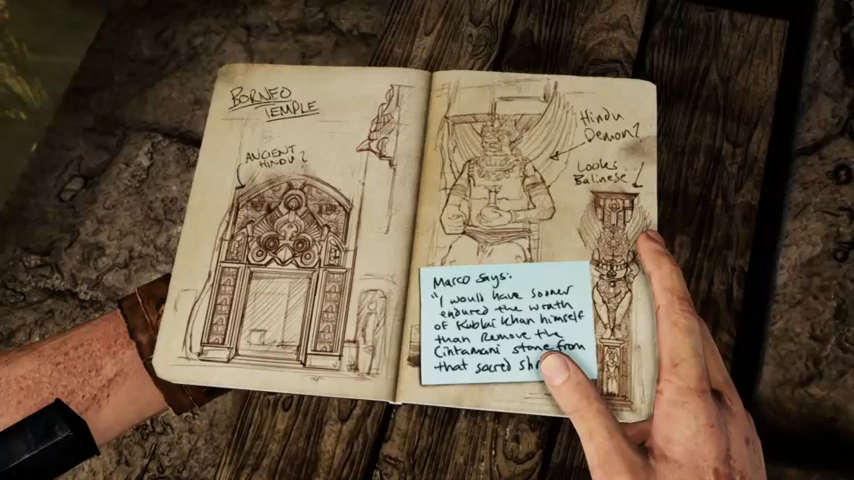 BORNEO
TEMPLE
ANCIENT
HINDU?
Hindu
Demon?
Looks
Balinese
Marco says:
"I would have sooner
endured the wrath
of Kublai Khan himself
than Remove the
Cintamani stone from
that sacred